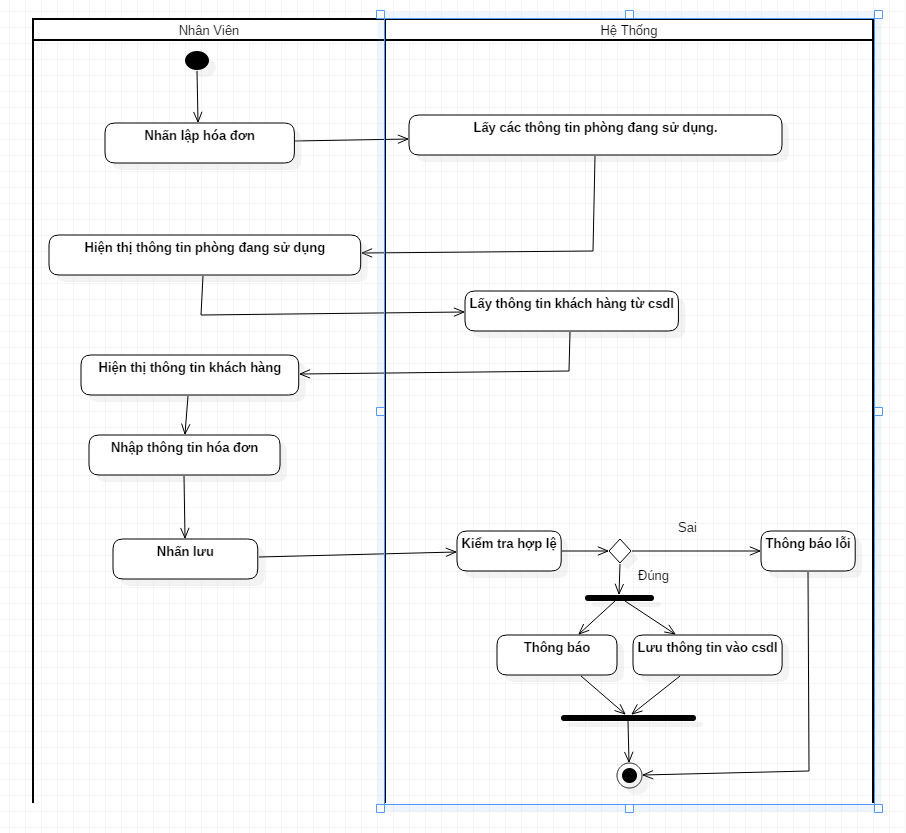 Nhân Viên
Hệ Thống
Nhấn lập hóa đơn
Lấy các thông tin phòng đang sử dụng.
Hiện thị thông tin phòng đang sử dụng
Lấy thông tin khách hàng từ csdl
Hiện thị thông tin khách hàng
Nhập thông tin hóa đơn
Nhấn lưu
Kiểm tra hợp lệ
Sai
Thông báo lỗi
Đúng
Thông báo
Lưu thông tin vào csdl